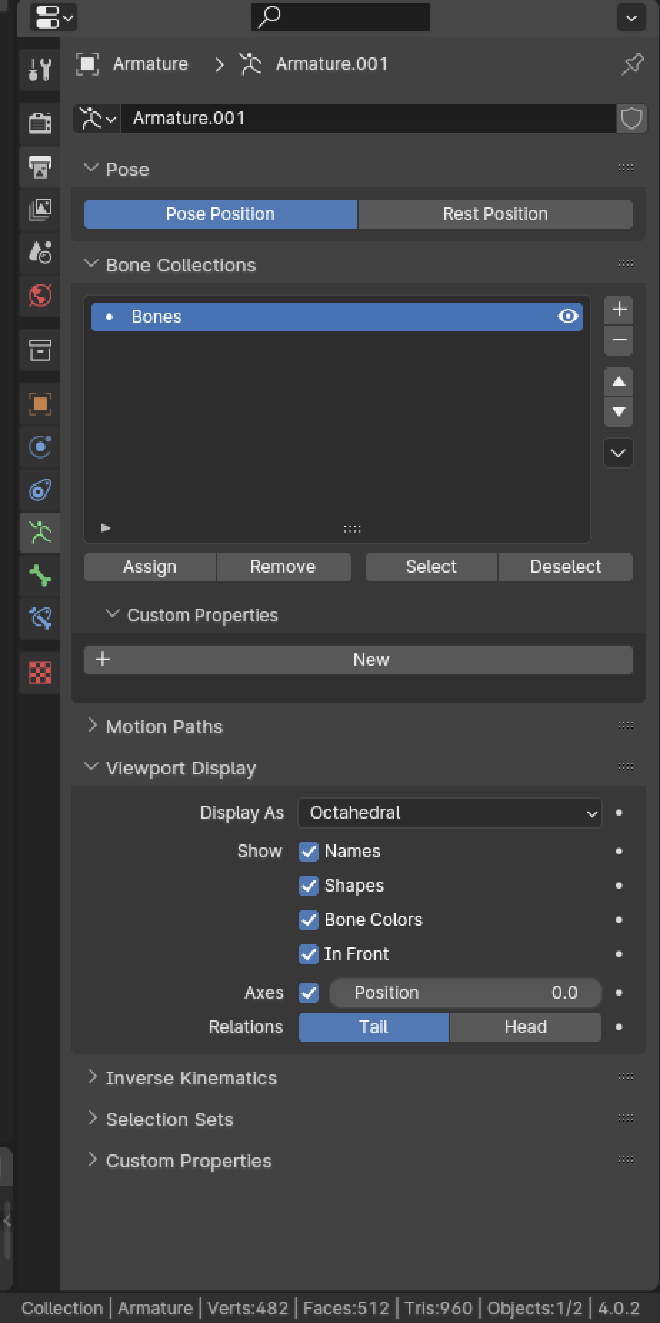 Armature > Armature.001
Armature.001
Pose
Pose Position Rest Position
Bone Collections
Bones
Assign Remove Select Deselect
Custom Properties
+ New
Motion Paths
Viewport Display
Display As Octahedral
Show Names
Shapes
Bone Colors
In Front
Axes Position 0.0
Relations Tail Head
Inverse Kinematics
Selection Sets
Custom Properties
Collection | Armature | Verts:482 | Faces:512 | Tris:960 | Objects:1/2 | 4.0.2